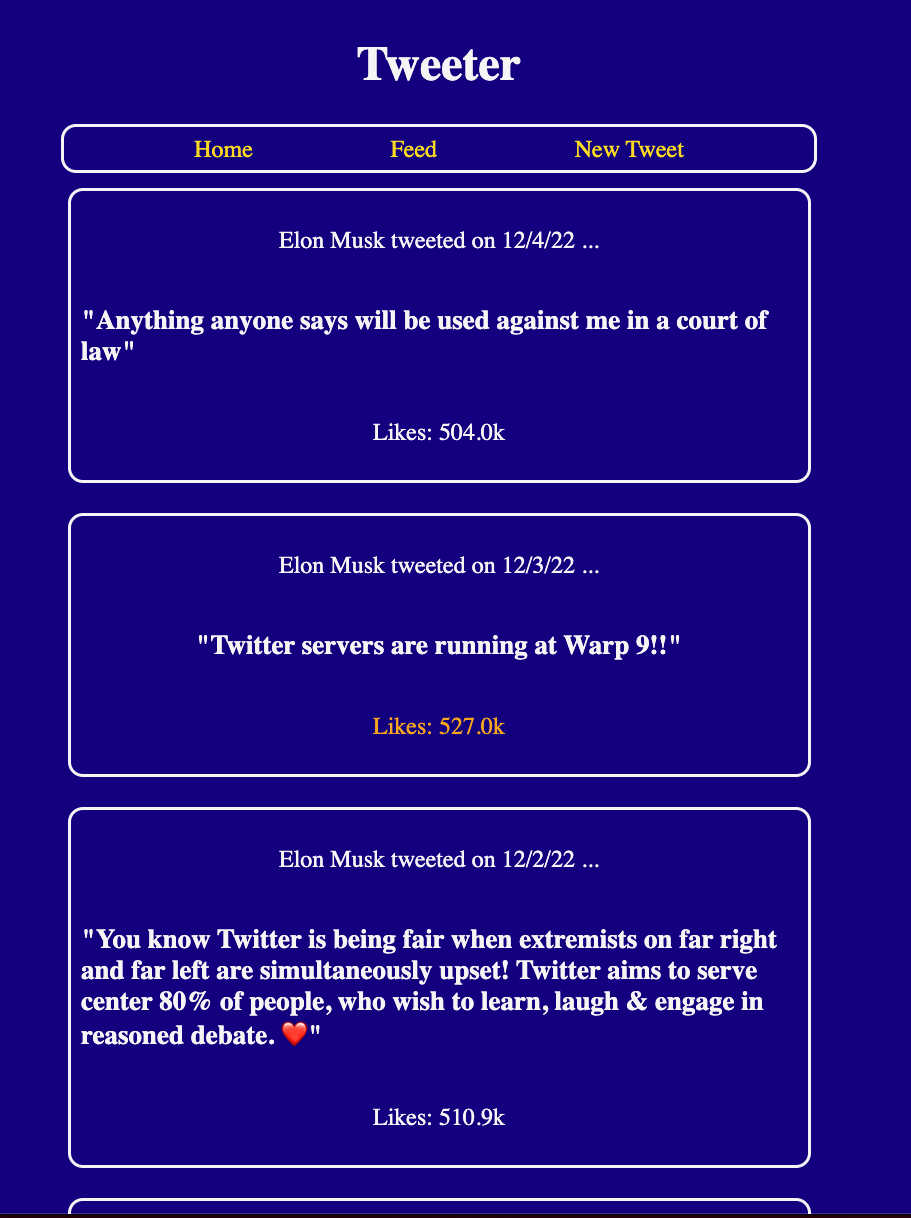 Tweeter
Home Feed New Tweet
Elon Musk tweeted on 12/4/22 ...
"Anything anyone says will be used against me in a court of
law"
Likes: 504.0k
Elon Musk tweeted on 12/3/22 ...
"Twitter servers are running at Warp 9!!"
Likes: 527.0k
Elon Musk tweeted on 12/2/22 ...
"You know Twitter is being fair when extremists on far right
and far left are simultaneously upset! Twitter aims to serve
center 80% of people, who wish to learn, laugh & engage in
reasoned debate. ❤️"
Likes: 510.9k